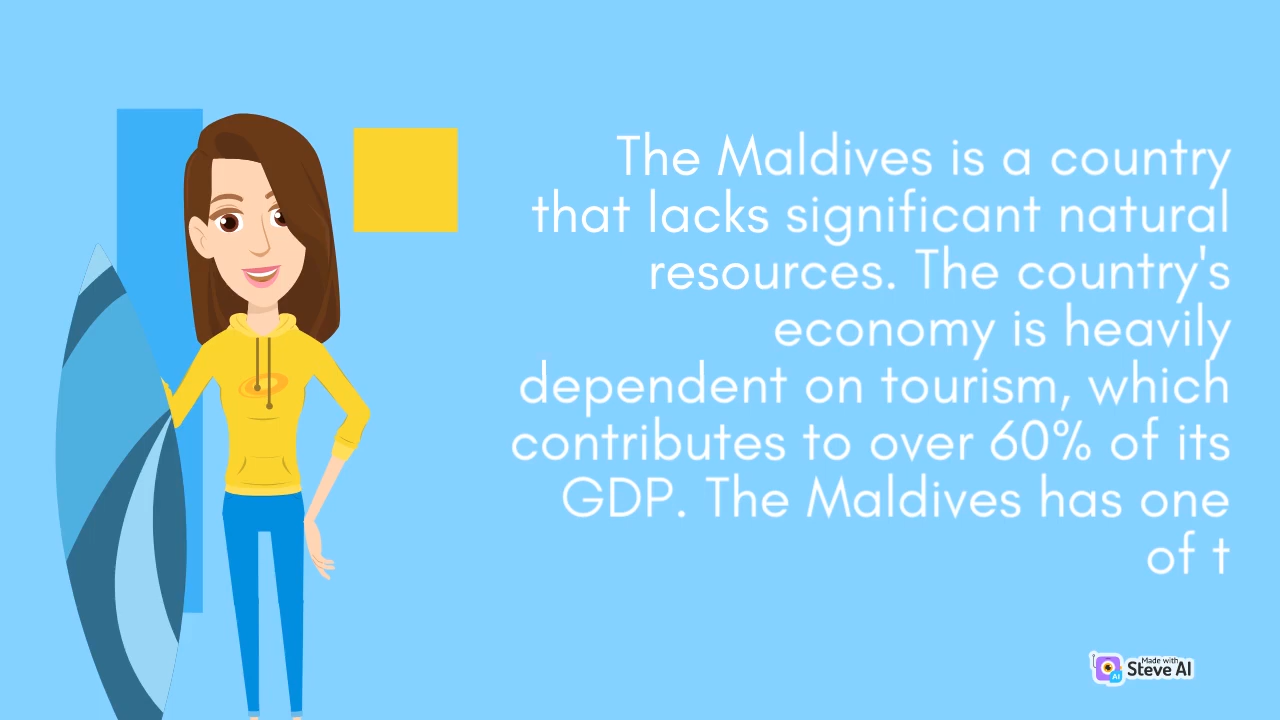 The Maldives is a country
that lacks significant natural
resources. The country's
economy is heavily
dependent on tourism, which
contributes to over 60% of its
GDP. The Maldives has one
of t
Made with
Steve AI
AI